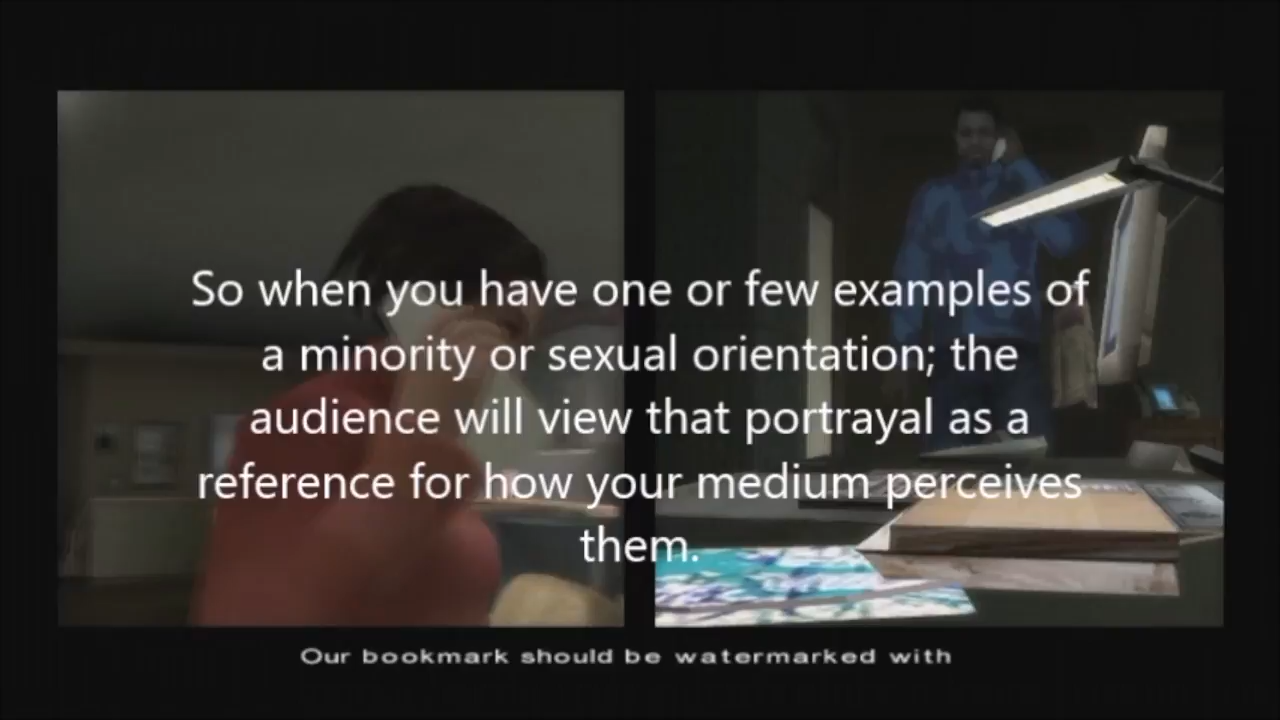 So when you have one or few examples of
a minority or sexual orientation; the
audience will view that portrayal as a
reference for how your medium perceives
them.
Our bookmark should be watermarked with